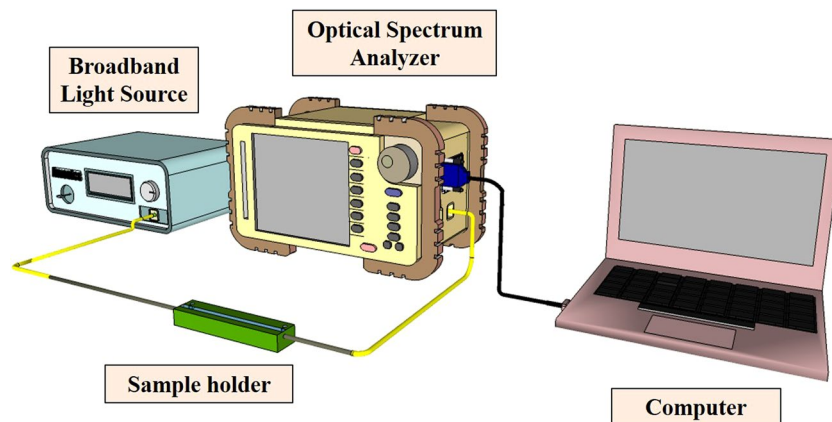 Optical Spectrum
Analyzer
Broadband
Light Source
Sample holder
Computer